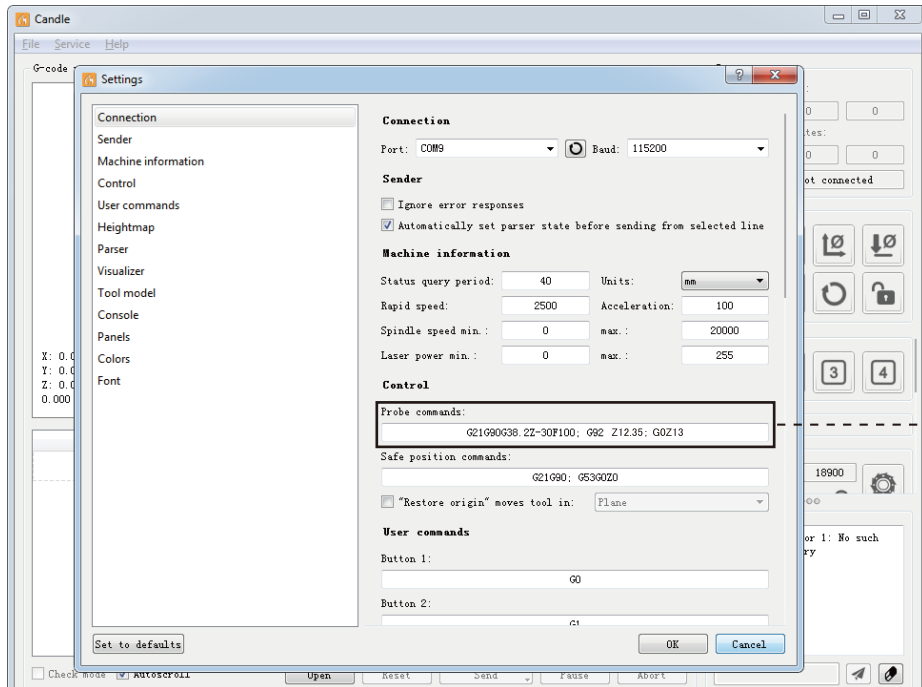 Candle
File Service Help
G-code
Settings
Connection
Sender
Machine information
Control
User commands
Heightmap
Parser
Visualizer
Tool model
Console
Panels
Colors
Font
Connection
Port: COM9 Baud: 115200
Sender
Ignore error responses
Automatically set parser state before sending from selected line
Machine information
Status query period: 40 Units: mm
Rapid speed: 2500 Acceleration: 100
Spindle speed min.: 0 max.: 20000
Laser power min.: 0 max.: 255
Control
Probe commands:
G21G90G38.2Z-30F100; G92 Z12.35; G0Z13
Safe position commands:
G21G90; G53G0Z0
"Restore origin" moves tool in: Plane
User commands
Button 1:
G0
Button 2:
G1
Set to defaults OK Cancel
X: 0.0
Y: 0.0
Z: 0.0
0.000
0 0
tes:
0 0
ot connected
3 4
18900
or 1: No such
ry
Check mode Autoscroll Open Reset Send Pause Abort